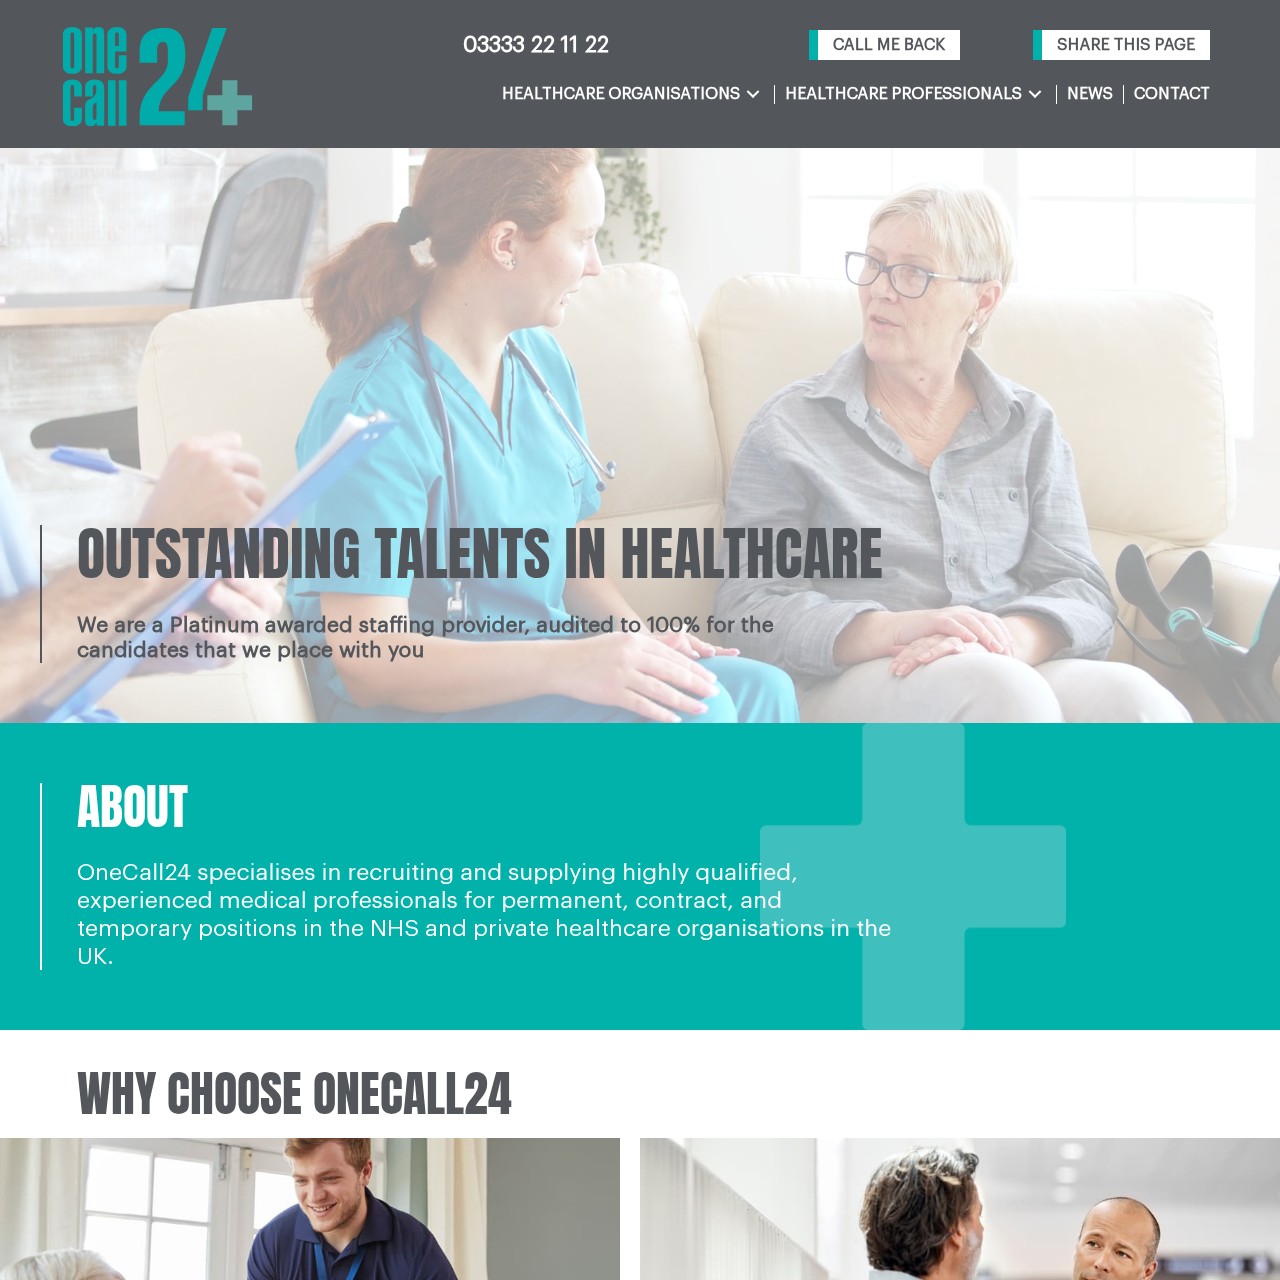 one call 24+
03333 22 11 22
CALL ME BACK
SHARE THIS PAGE
HEALTHCARE ORGANISATIONS
HEALTHCARE PROFESSIONALS
NEWS
CONTACT
OUTSTANDING TALENTS IN HEALTHCARE
We are a Platinum awarded staffing provider, audited to 100% for the
candidates that we place with you
ABOUT
OneCall24 specialises in recruiting and supplying highly qualified,
experienced medical professionals for permanent, contract, and
temporary positions in the NHS and private healthcare organisations in the
UK.
WHY CHOOSE ONECALL24